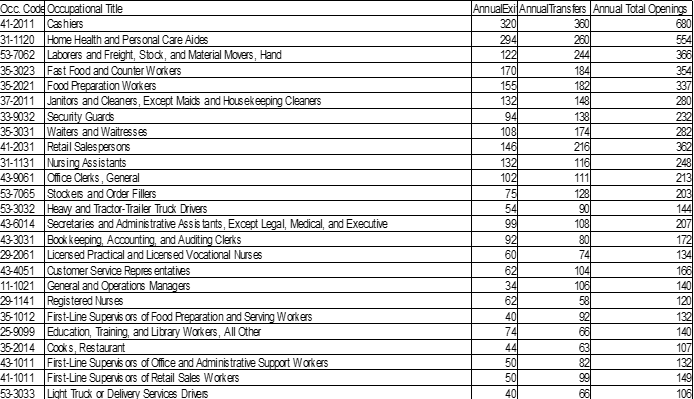 Occ. Code Occupational Title AnnualExi AnnualTransfers Annual Total Openings
41-2011 Cashiers 320 360 680
31-1120 Home Health and Personal Care Aides 294 260 554
53-7062 Laborers and Freight, Stock, and Material Movers, Hand 122 244 366
35-3023 Fast Food and Counter Workers 170 184 354
35-2021 Food Preparation Workers 155 182 337
37-2011 Janitors and Cleaners, Except Maids and Housekeeping Cleaners 132 148 280
33-9032 Security Guards 94 138 232
35-3031 Waiters and Waitresses 108 174 282
41-2031 Retail Salespersons 146 216 362
31-1131 Nursing Assistants 132 116 248
43-9061 Office Clerks, General 102 111 213
53-7065 Stockers and Order Fillers 75 128 203
53-3032 Heavy and Tractor-Trailer Truck Drivers 54 90 144
43-6014 Secretaries and Administrative Assistants, Except Legal, Medical, and Executive 99 108 207
43-3031 Bookkeeping, Accounting, and Auditing Clerks 92 80 172
29-2061 Licensed Practical and Licensed Vocational Nurses 60 74 134
43-4051 Customer Service Representatives 62 104 166
11-1021 General and Operations Managers 34 106 140
29-1141 Registered Nurses 62 58 120
35-1012 First-Line Supervisors of Food Preparation and Serving Workers 40 92 132
25-9099 Education, Training, and Library Workers, All Other 74 66 140
35-2014 Cooks, Restaurant 44 63 107
43-1011 First-Line Supervisors of Office and Administrative Support Workers 50 82 132
41-1011 First-Line Supervisors of Retail Sales Workers 50 99 149
53-3033 Light Truck or Delivery Services Drivers 40 66 106